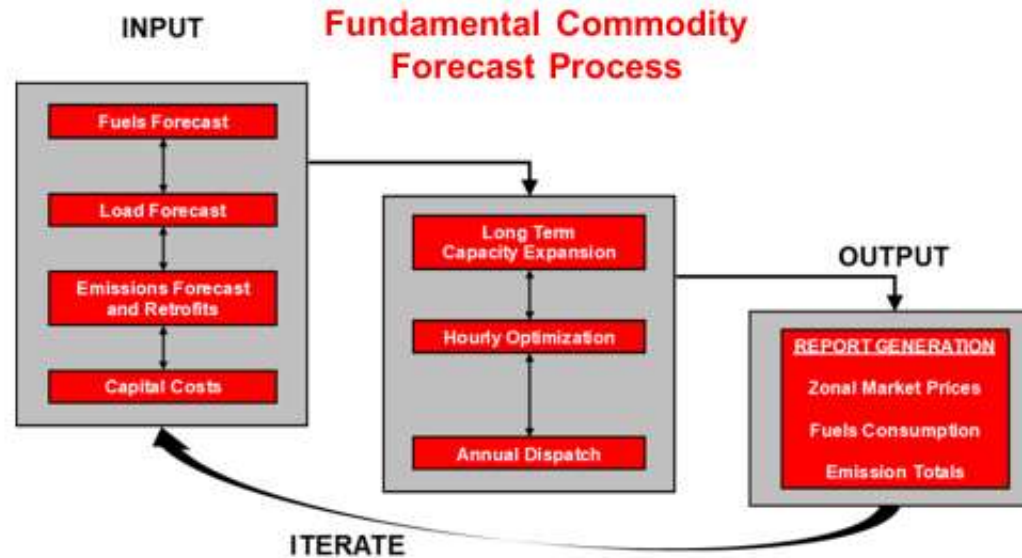 INPUT
Fundamental Commodity
Forecast Process
Fuels Forecast
Load Forecast
Emissions Forecast
and Retrofits
Capital Costs
Long Term
Capacity Expansion
Hourly Optimization
Annual Dispatch
OUTPUT
REPORT GENERATION
Zonal Market Prices
Fuels Consumption
Emission Totals
ITERATE